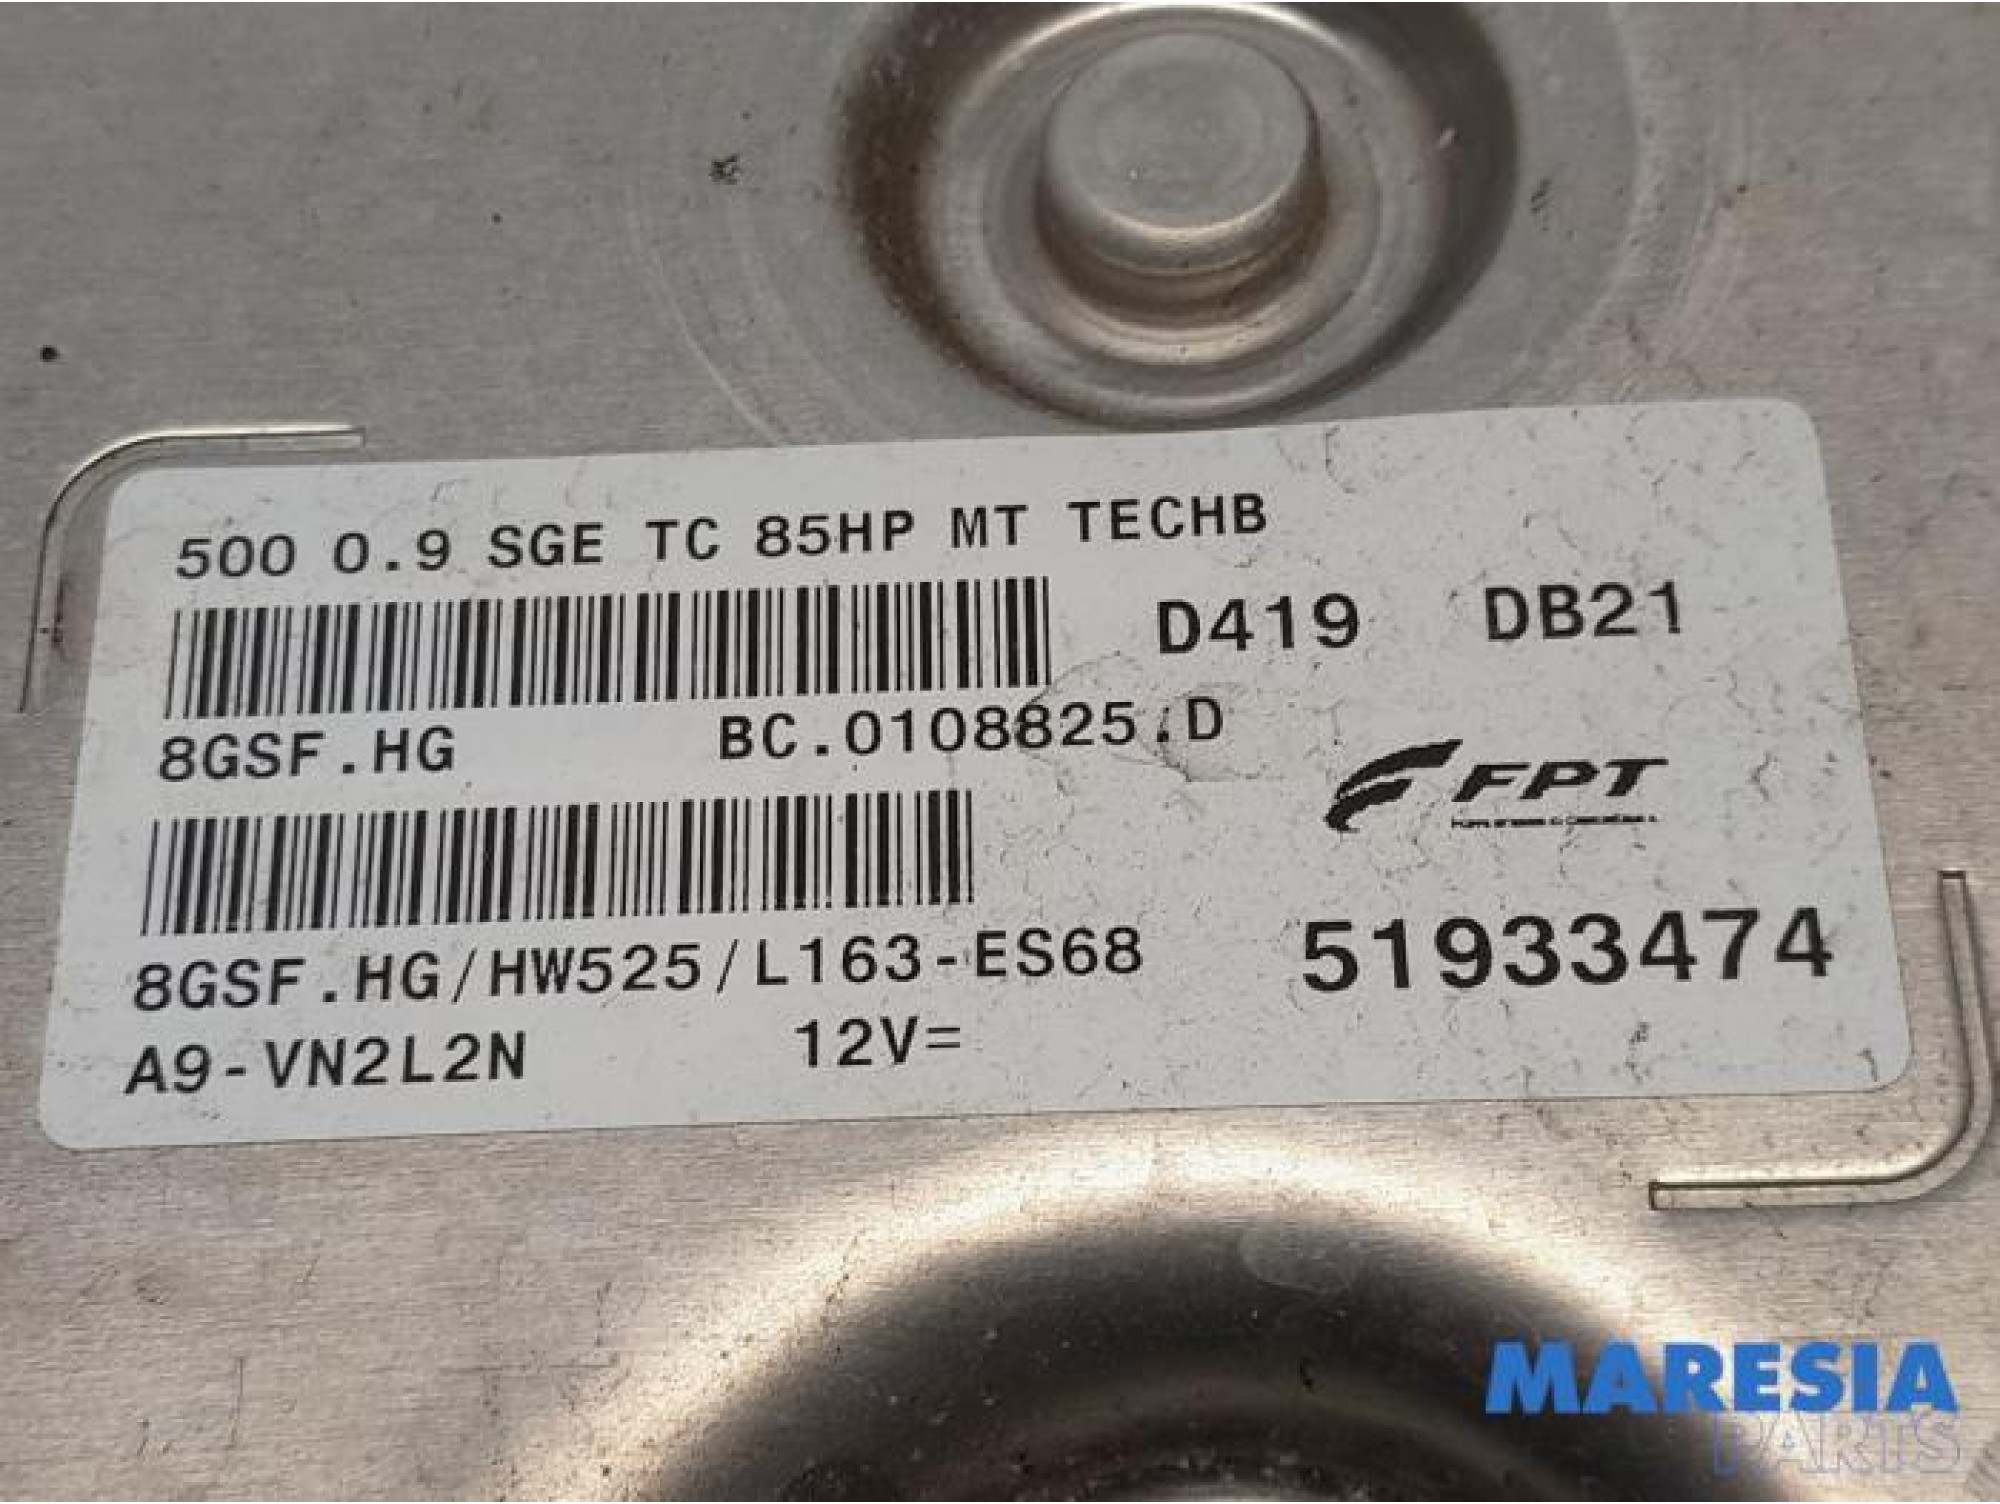 500 0.9 SGE TC 85HP MT TECHB
D419 DB21
8GSF.HG BC.0108825.D
FPT
8GSF.HG/HW525/L163-ES68
51933474
A9-VN2L2N 12V=
MARESIA
PARTS